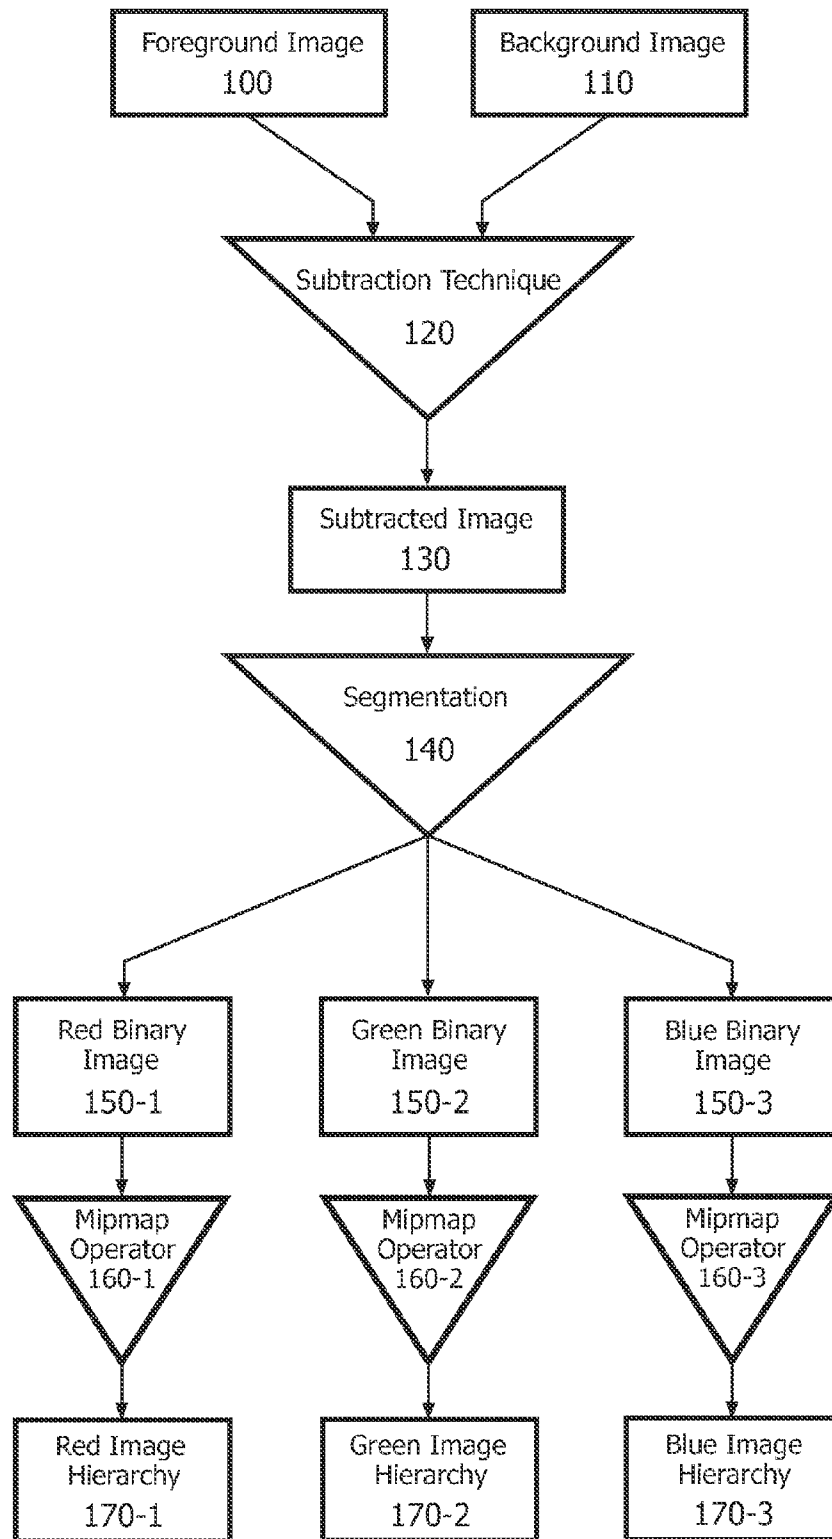 Foreground Image
100
Background Image
110
Subtraction Technique
120
Subtracted Image
130
Segmentation
140
Red Binary
Image
150-1
Green Binary
Image
150-2
Blue Binary
Image
150-3
Mipmap
Operator
160-1
Mipmap
Operator
160-2
Mipmap
Operator
160-3
Red Image
Hierarchy
170-1
Green Image
Hierarchy
170-2
Blue Image
Hierarchy
170-3